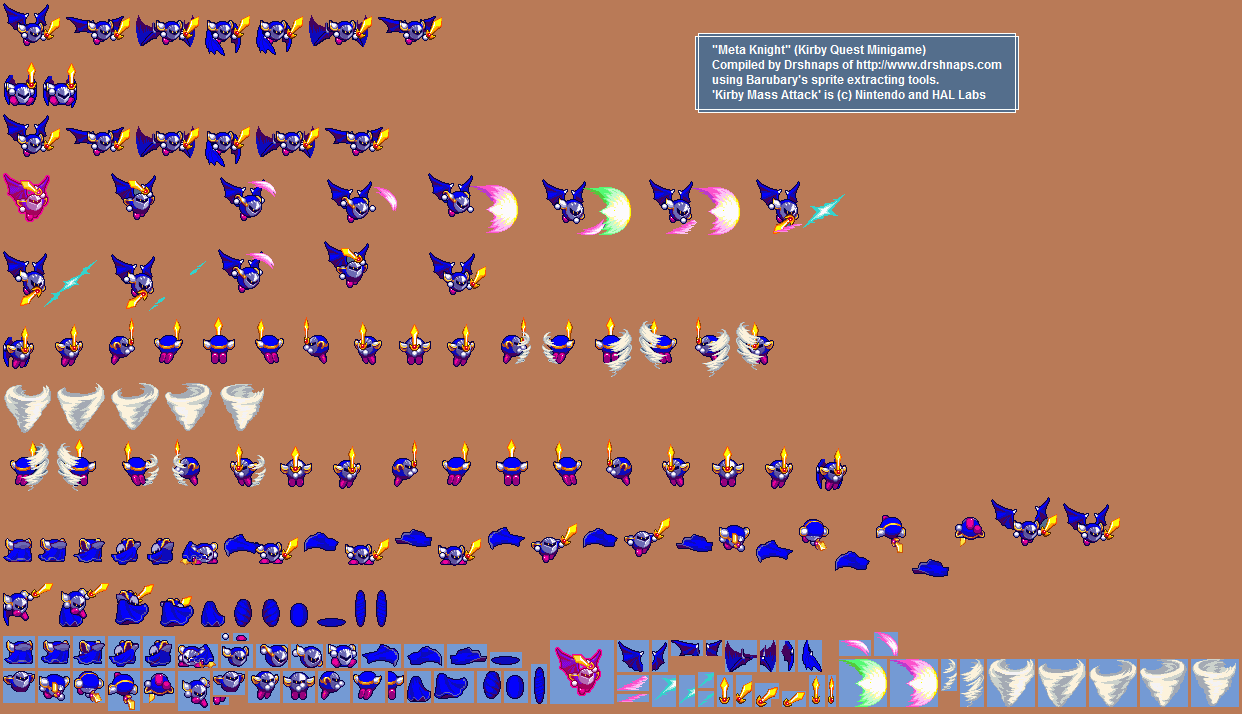 "Meta Knight" (Kirby Quest Minigame)
Compiled by Drshnaps of http://www.drshnaps.com
using Barubary's sprite extracting tools.
'Kirby Mass Attack' is (c) Nintendo and HAL Labs